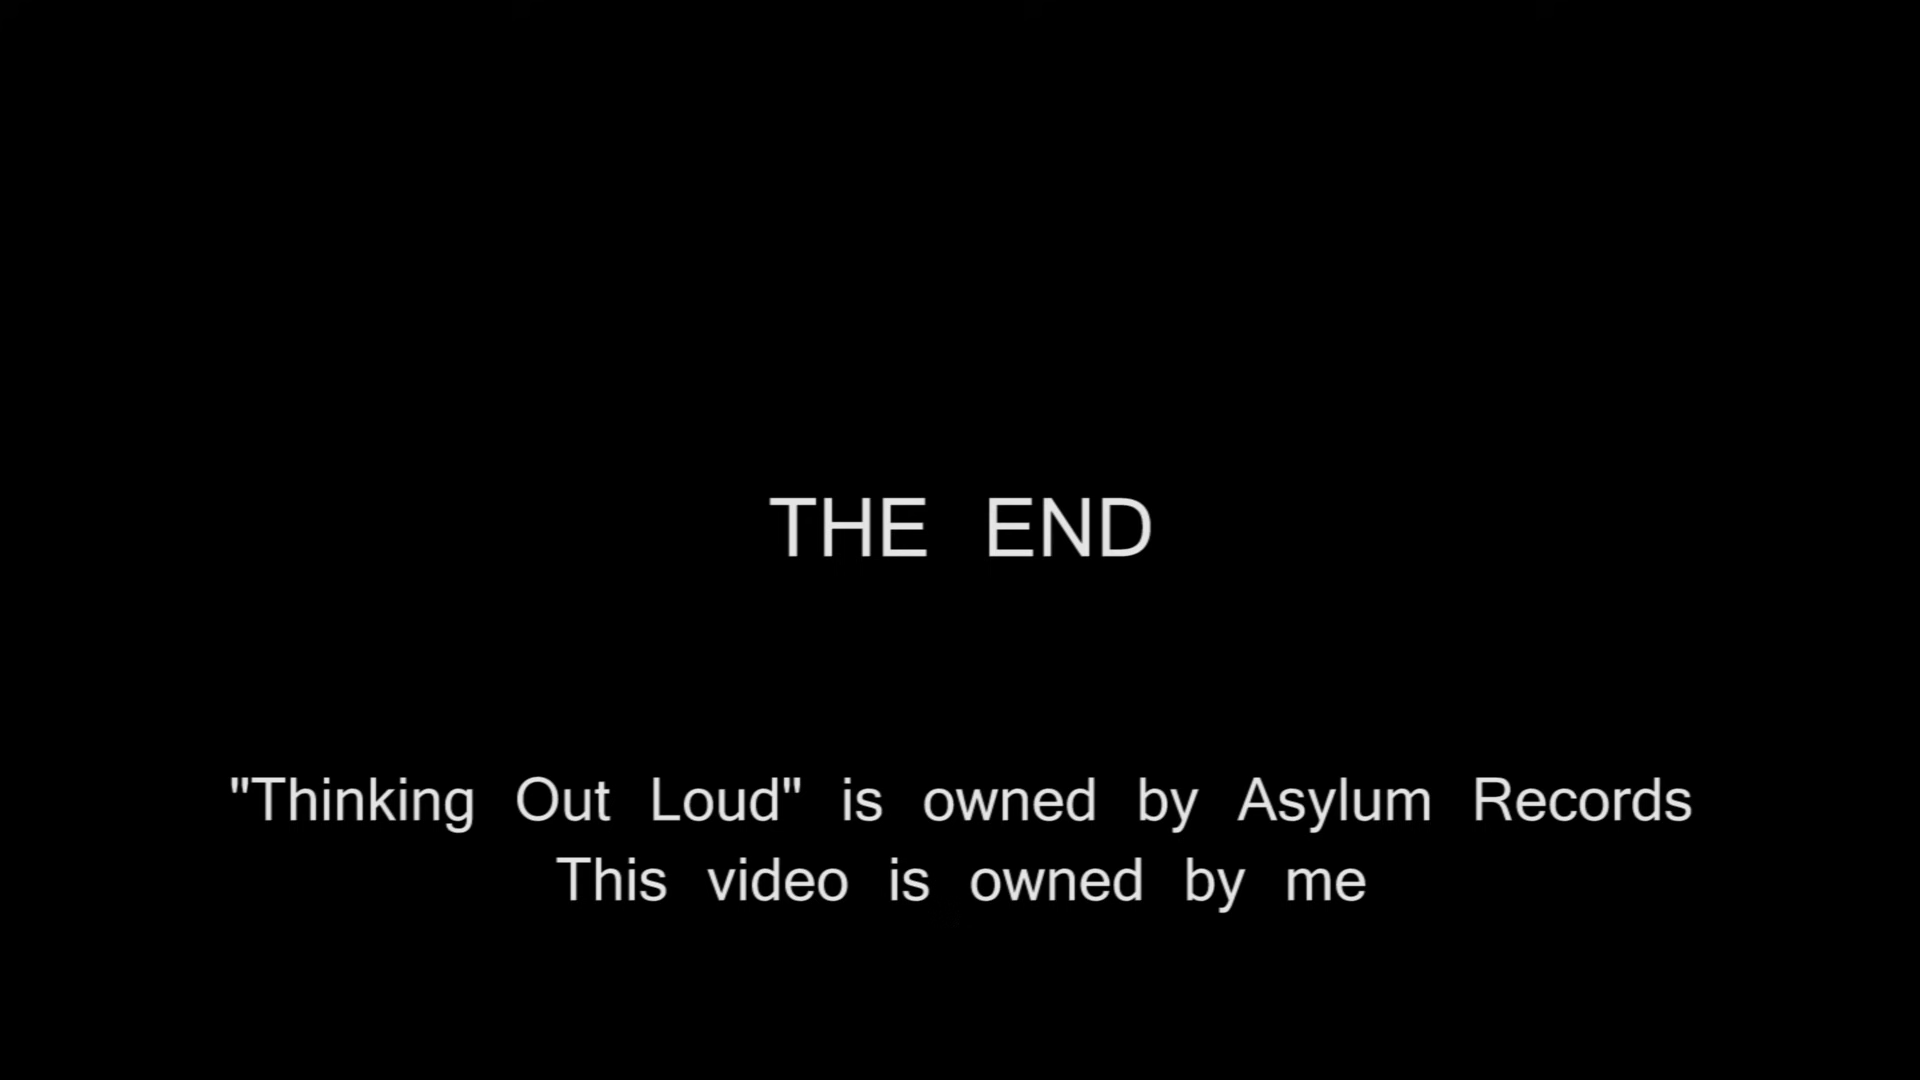 THE END
"Thinking Out Loud" is owned by Asylum Records
This video is owned by me